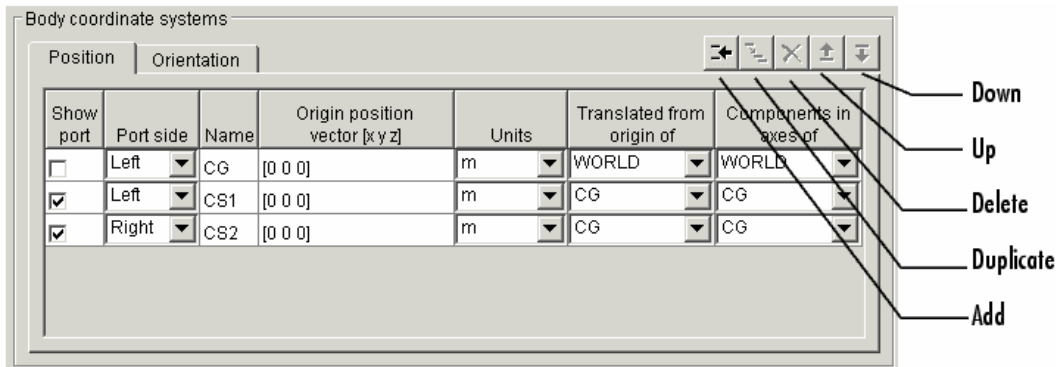 Body coordinate systems
Position Orientation
Show port Port side Name Origin position vector [x y z] Units Translated from origin of Components in axes of
Left CG [0 0 0] m WORLD WORLD
Left CS1 [0 0 0] m CG CG
Right CS2 [0 0 0] m CG CG
Down
Up
Delete
Duplicate
Add